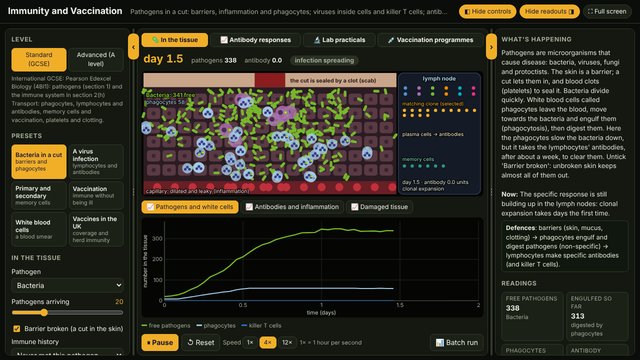 Immunity and Vaccination
Pathogens in a cut: barriers, inflammation and phagocytes; viruses inside cells and killer T cells; antib...
Hide controls
Hide readouts
Full screen
LEVEL
Standard (GCSE)
Advanced (A level)
International GCSE: Pearson Edexcel Biology (4BI1): pathogens (section 1) and the immune system in section 2(h) Transport: phagocytes, lymphocytes and antibodies, memory cells and vaccination, platelets and clotting.
PRESETS
Bacteria in a cut
barriers and phagocytes
A virus infection
lymphocytes and antibodies
Primary and secondary
memory cells
Vaccination
immune without being ill
White blood cells
a blood smear
Vaccines in the UK
coverage and herd immunity
IN THE TISSUE
Pathogen
Bacteria
Pathogens arriving
20
Barrier broken (a cut in the skin)
Immune history
In the tissue
Antibody responses
Lab practicals
Vaccination programmes
day 1.5
pathogens 338
antibody 0.0
infection spreading
the cut is sealed by a clot (scab)
Bacteria: 341 free
phagocytes 58
capillary: dilated and leaky (inflammation)
lymph node
matching clone (selected)
plasma cells → antibodies
memory cells
day 1.5 · antibody 0.0 units
clonal expansion
Pathogens and white cells
Antibodies and inflammation
Damaged tissue
number in the tissue
300
200
100
0
0
0.5
1
1.5
2
time (days)
free pathogens
phagocytes
killer T cells
Pause
Reset
Speed
1×
4×
12×
1× = 1 hour per second
Batch run
WHAT'S HAPPENING
Pathogens are microorganisms that cause disease: bacteria, viruses, fungi and protoctists. The skin is a barrier; a cut lets them in, and blood clots (platelets) to seal it. Bacteria divide quickly. White blood cells called phagocytes leave the blood, move towards the bacteria and engulf them (phagocytosis), then digest them. Here the phagocytes slow the bacteria down, but it takes the lymphocytes' antibodies, after about a week, to clear them. Untick 'Barrier broken': unbroken skin keeps almost all of them out.
Now: The specific response is still building up in the lymph nodes: clonal expansion takes days the first time.
Defences: barriers (skin, mucus, clotting) → phagocytes engulf and digest pathogens (non-specific) → lymphocytes make specific antibodies (and killer T cells).
READINGS
FREE PATHOGENS
338
Bacteria
ENGULFED SO FAR
313
digested by phagocytes
PHAGOCYTES
ANTIBODY